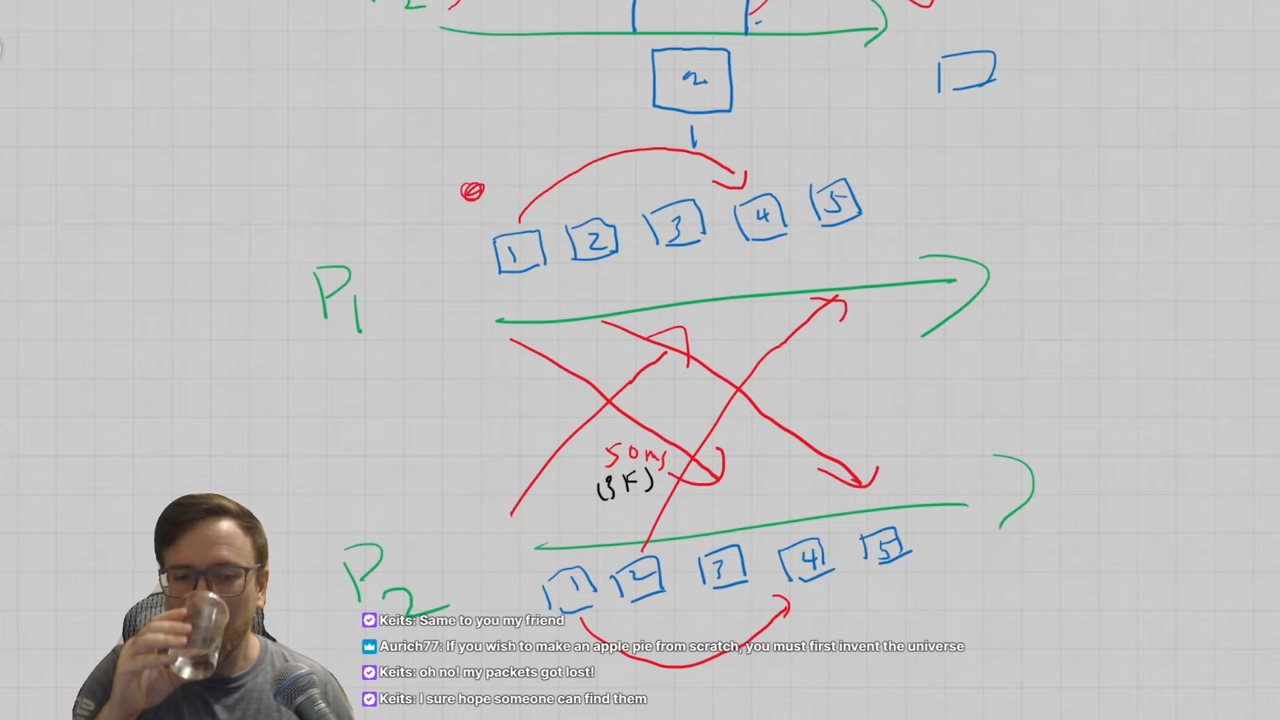 2
1 2 3 4 5
P1
50ms
(3F)
P2
1 2 3 4 5
Keits: Same to you my friend
Aurich77: If you wish to make an apple pie from scratch, you must first invent the universe
Keits: oh no! my packets got lost!
Keits: I sure hope someone can find them